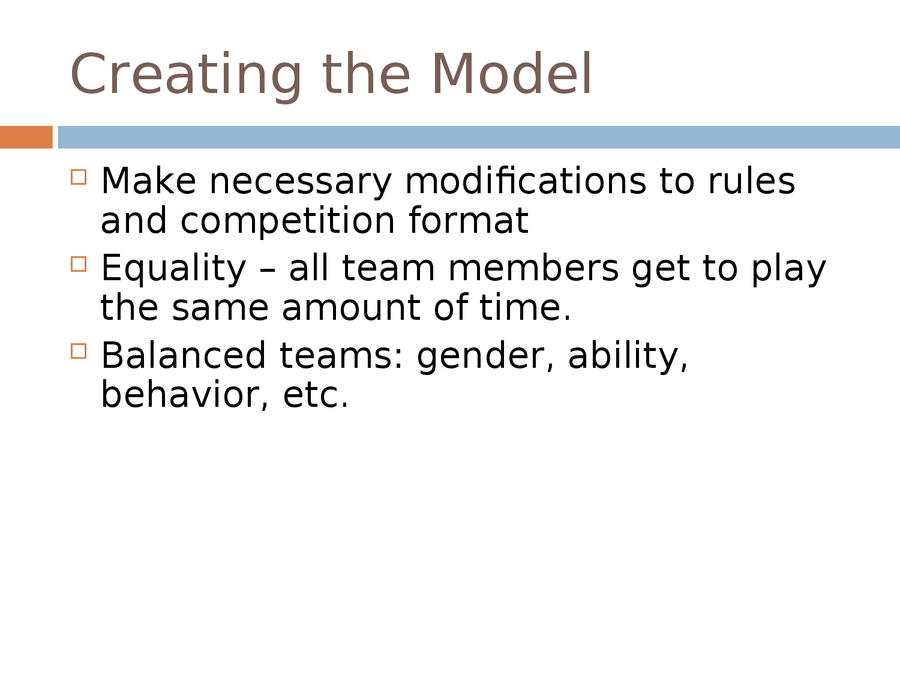 Creating the Model
Make necessary modifications to rules
and competition format
Equality – all team members get to play
the same amount of time.
Balanced teams: gender, ability,
behavior, etc.